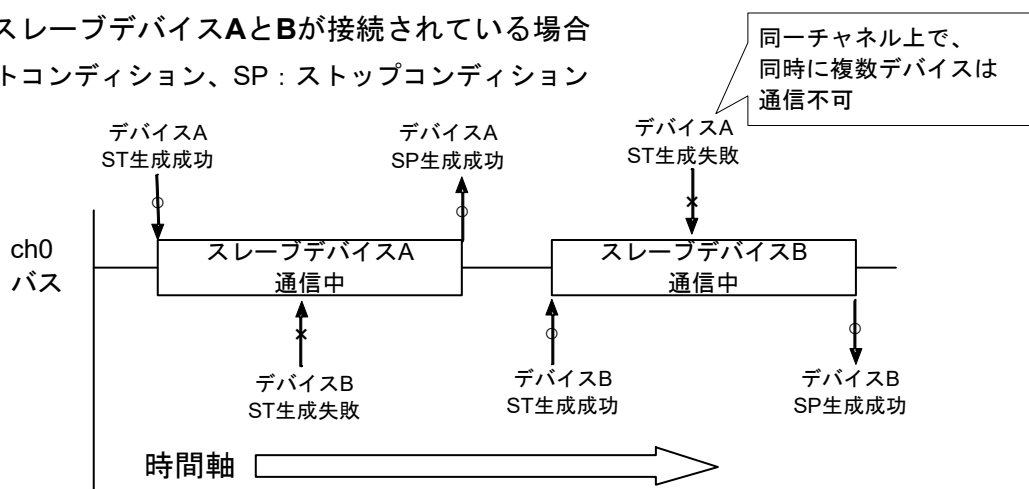 スレーブデバイスAとBが接続されている場合
トコンディション、SP：ストップコンディション
同一チャネル上で、
同時に複数デバイスは
通信不可
デバイスA
ST生成成功
デバイスA
SP生成成功
デバイスA
ST生成失敗
ch0
バス
スレーブデバイスA
通信中
スレーブデバイスB
通信中
デバイスB
ST生成失敗
デバイスB
ST生成成功
デバイスB
SP生成成功
時間軸